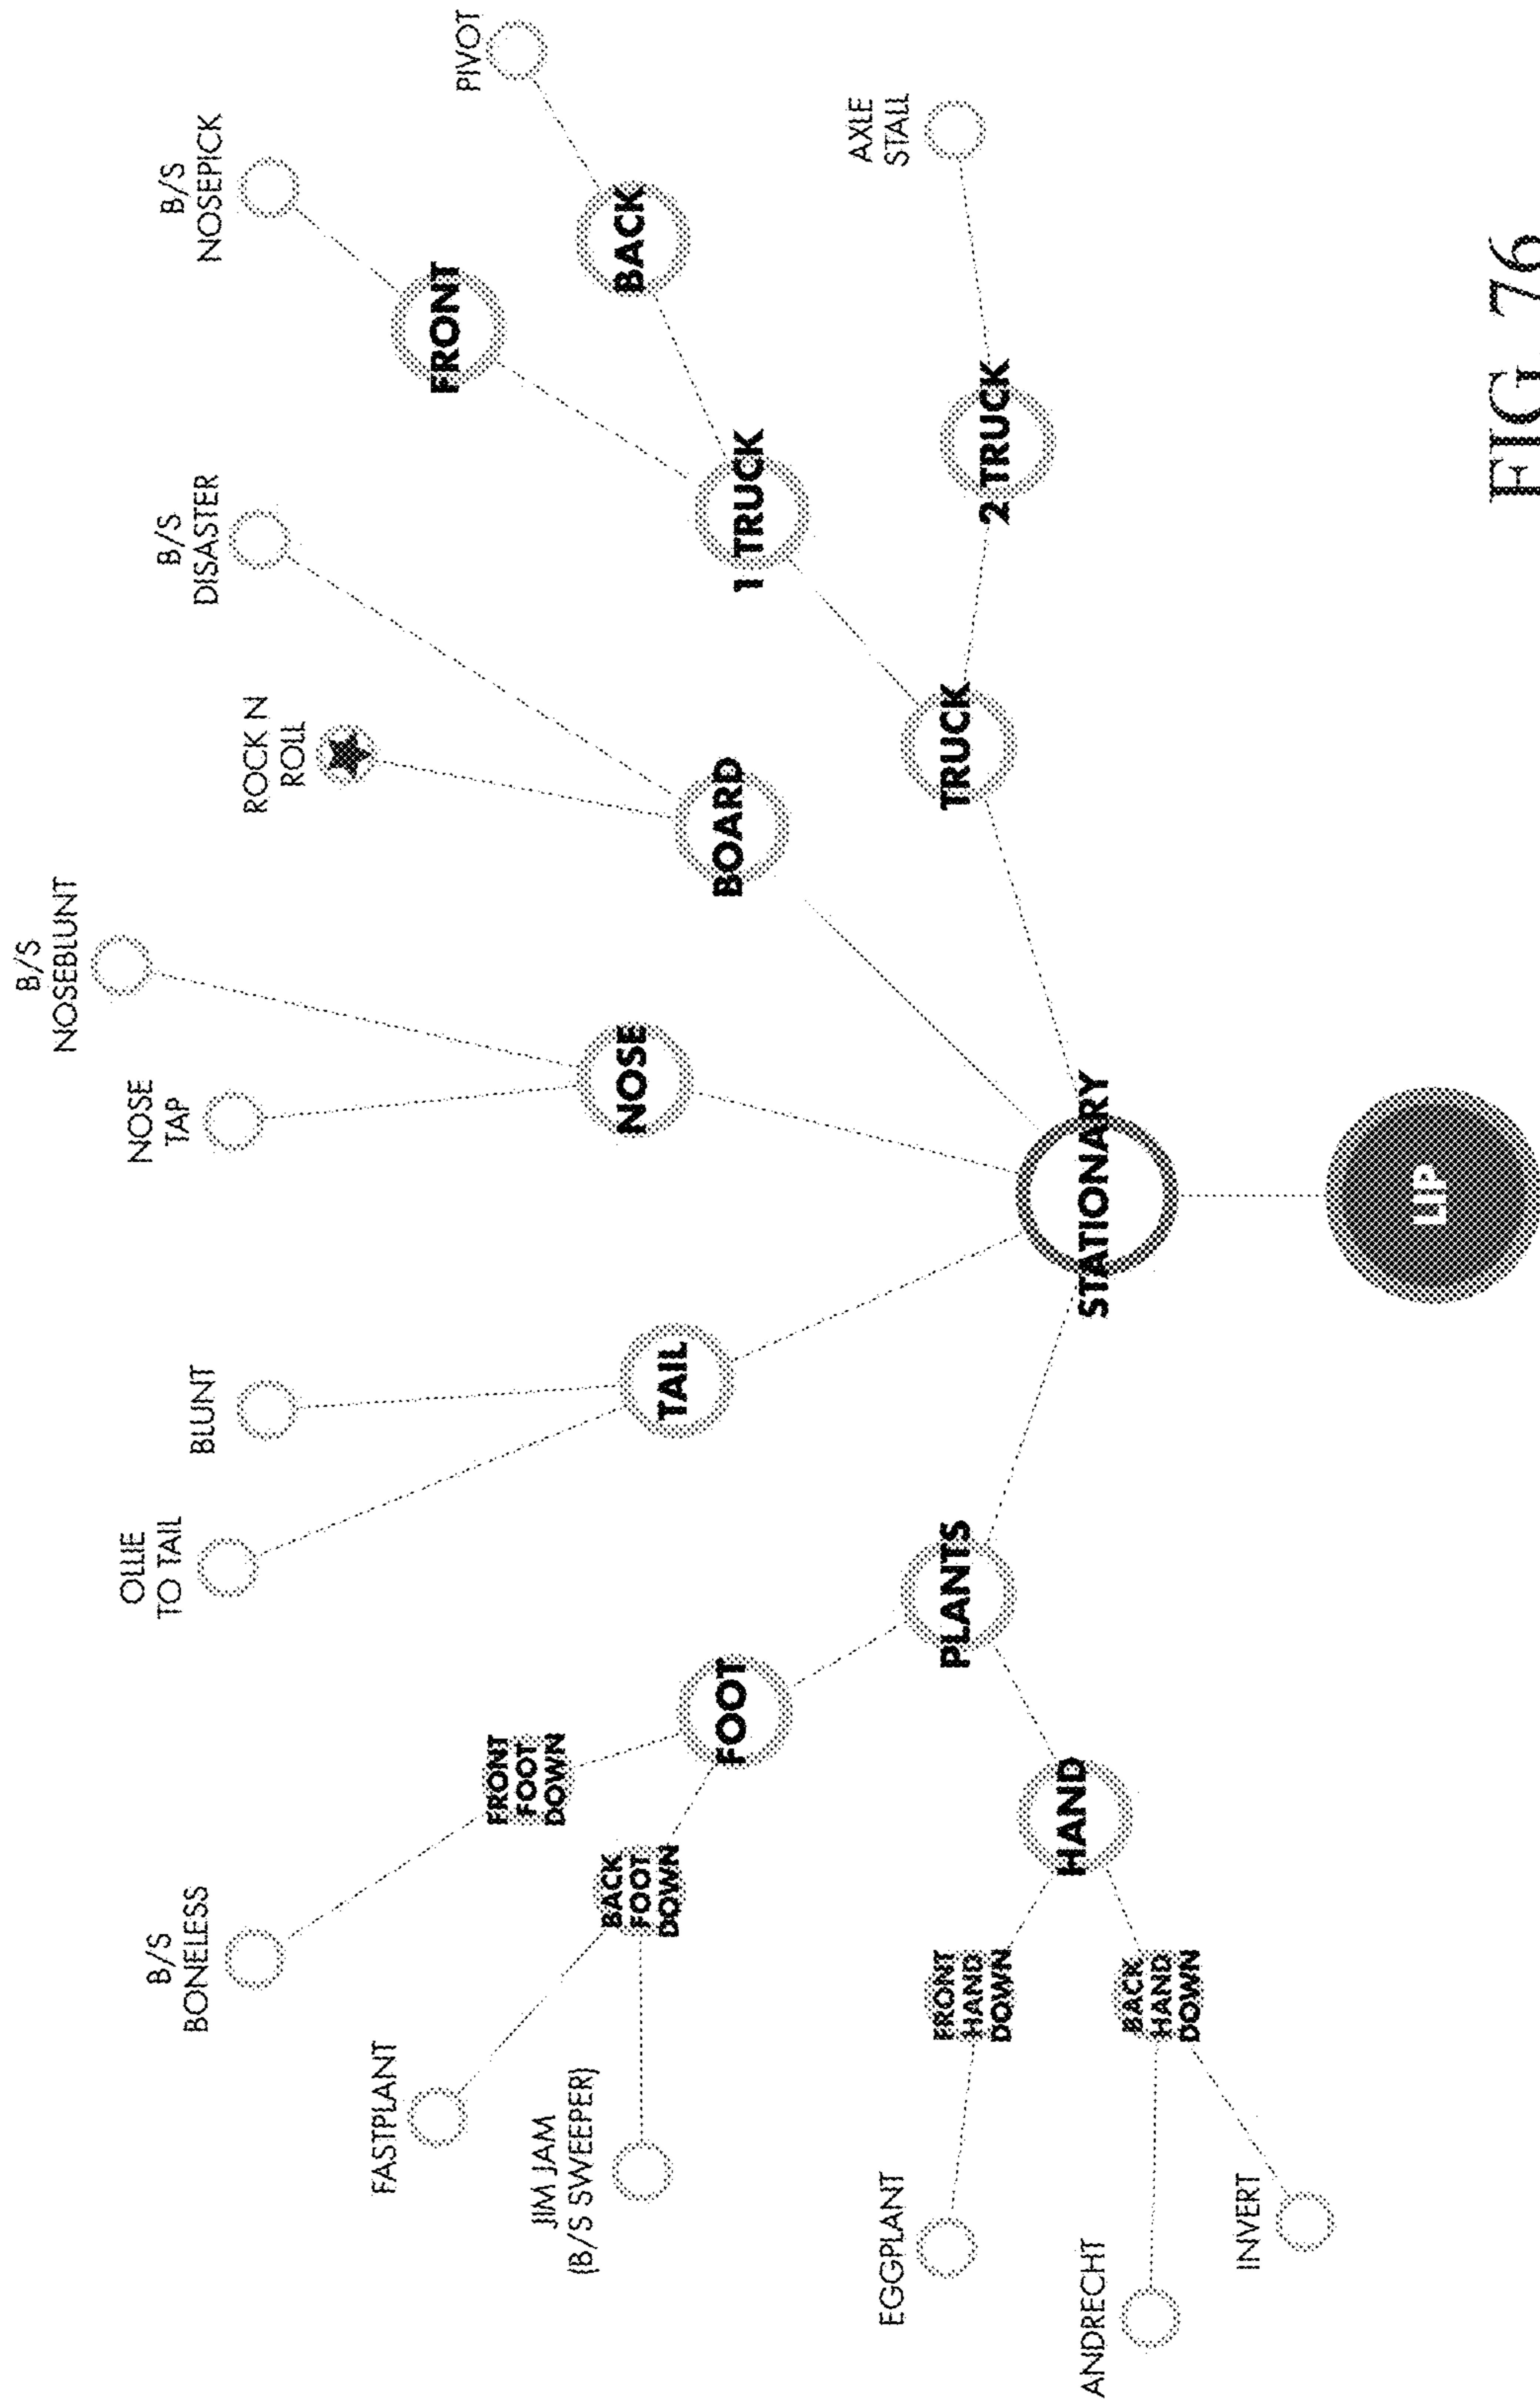 B/S
NOSEBLUNT
NOSE
TAP
B/S
DISASTER
B/S
NOSEPICK
OLLIE
TO TAIL
BLUNT
ROCK N
ROLL
B/S
BONELESS
PIVOT
FASTPLANT
FRONT
JIM JAM
(B/S SWEEPER)
FRONT
FOOT
DOWN
BACK
FOOT
DOWN
FOOT
TAIL
NOSE
BOARD
1 TRUCK
BACK
AXLE
STALL
EGGPLANT
FRONT
HAND
DOWN
PLANTS
TRUCK
2 TRUCK
ANDRECHT
BACK
HAND
DOWN
HAND
STATIONARY
INVERT
LIP
FIG. 76